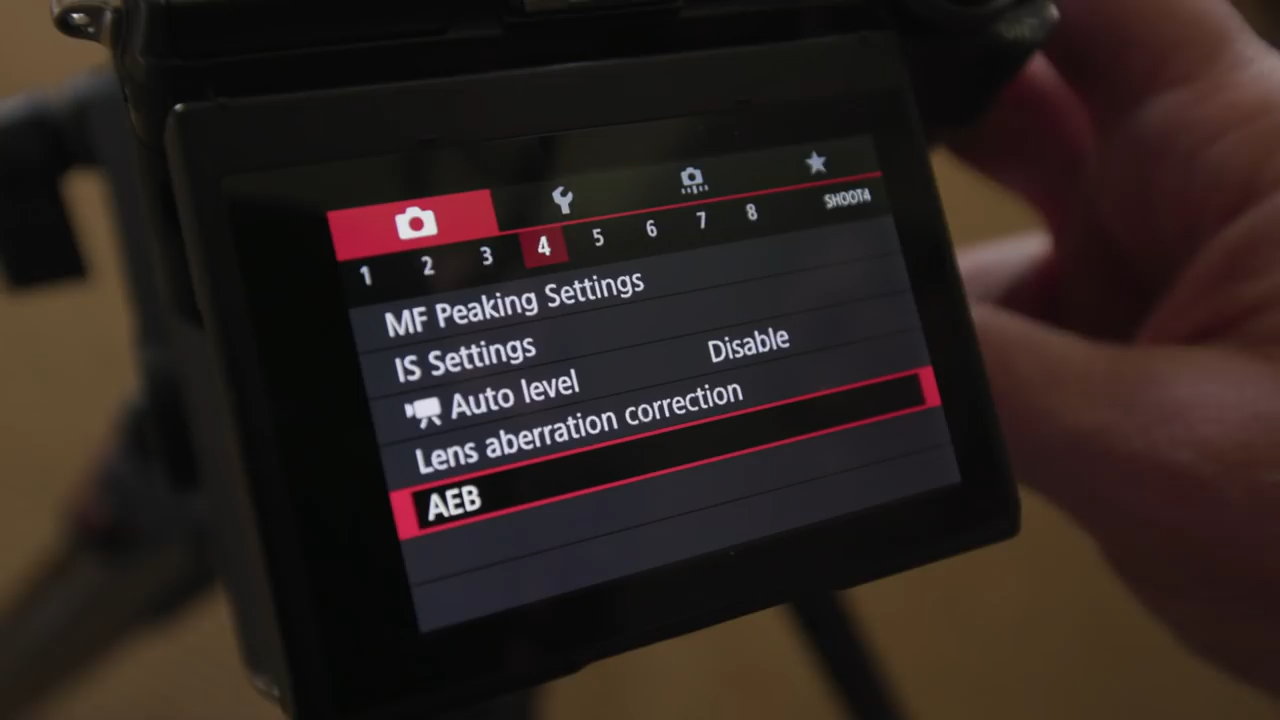 1 2 3 4 5 6 7 8 SHOOT4
MF Peaking Settings
IS Settings
Auto level Disable
Lens aberration correction
AEB